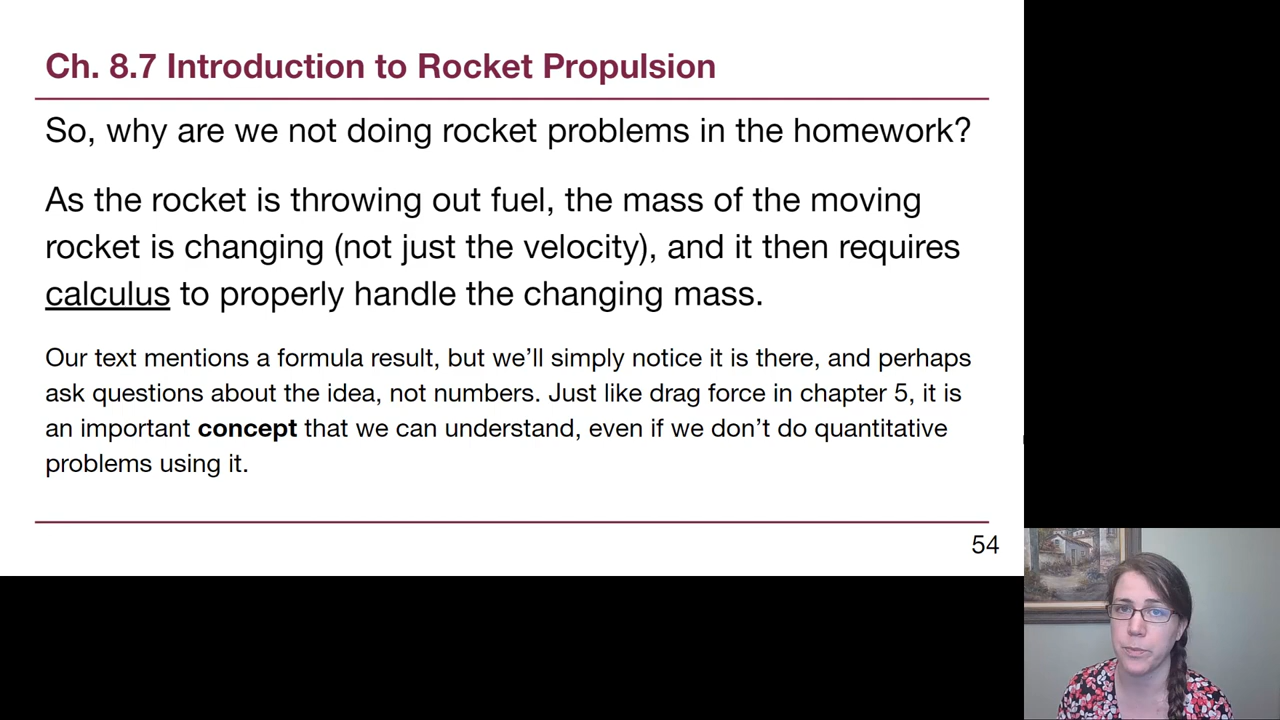 Ch. 8.7 Introduction to Rocket Propulsion
So, why are we not doing rocket problems in the homework?
As the rocket is throwing out fuel, the mass of the moving
rocket is changing (not just the velocity), and it then requires
calculus to properly handle the changing mass.
Our text mentions a formula result, but we’ll simply notice it is there, and perhaps
ask questions about the idea, not numbers. Just like drag force in chapter 5, it is
an important concept that we can understand, even if we don’t do quantitative
problems using it.
54